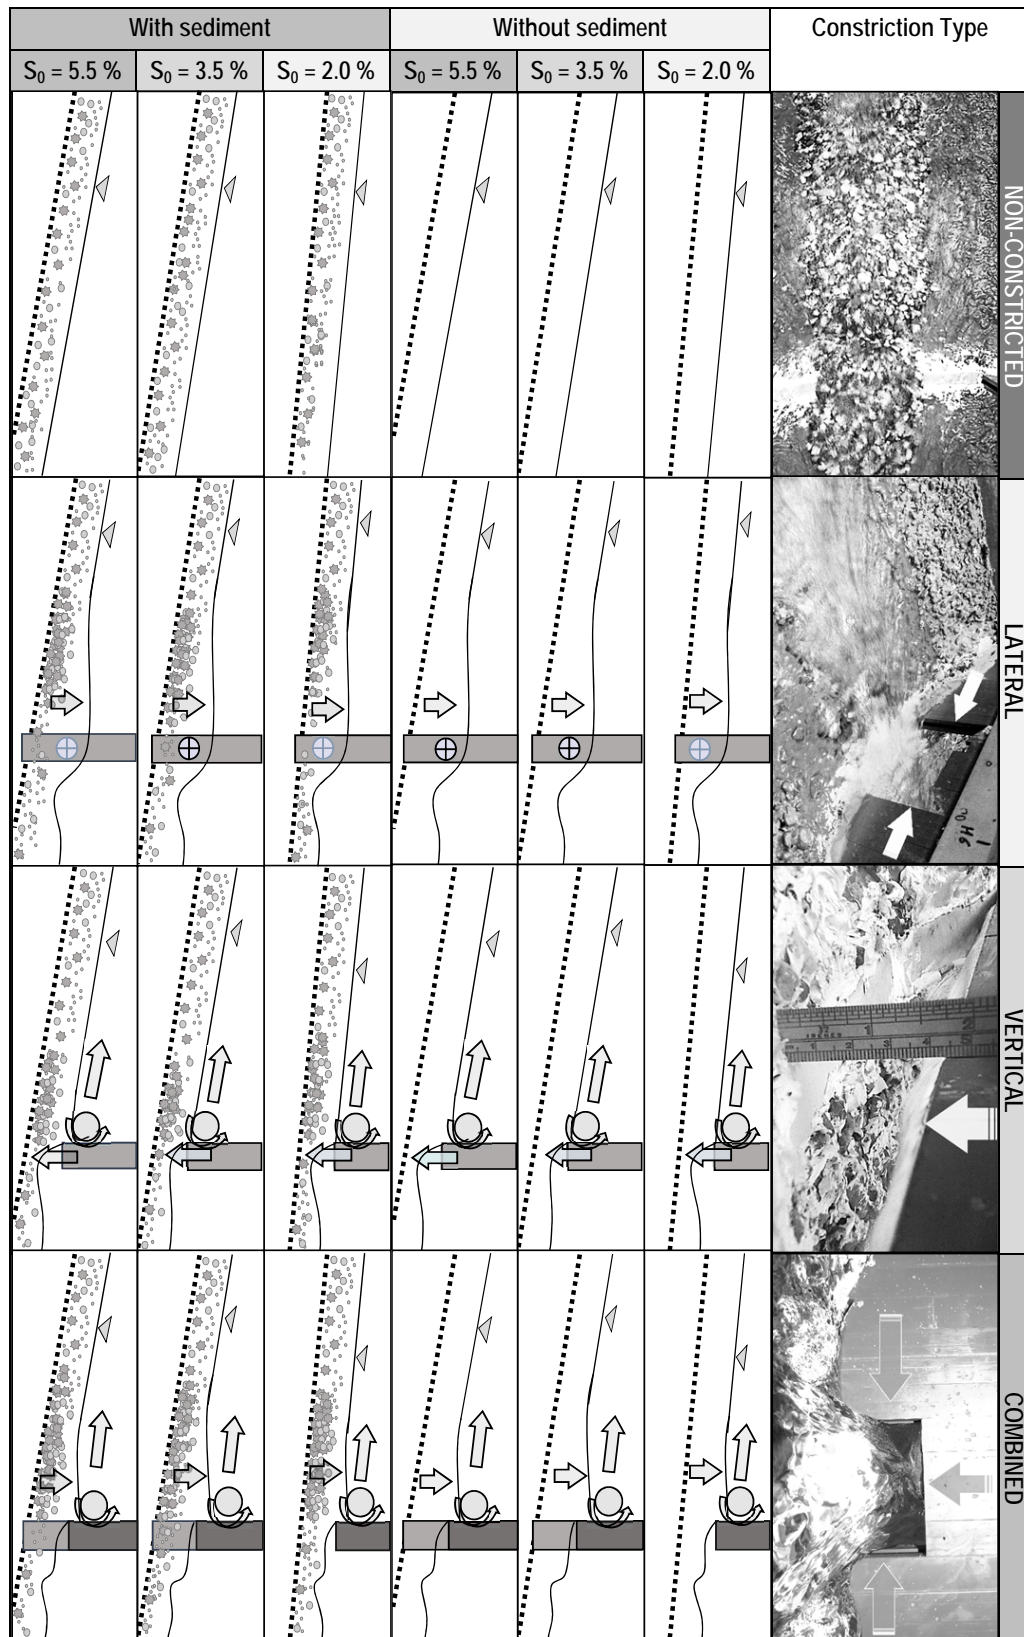 With sediment
Without sediment
Constriction Type
S₀ = 5.5 %
S₀ = 3.5 %
S₀ = 2.0 %
S₀ = 5.5 %
S₀ = 3.5 %
S₀ = 2.0 %
NON-CONSTRICTED
LATERAL
VERTICAL
COMBINED